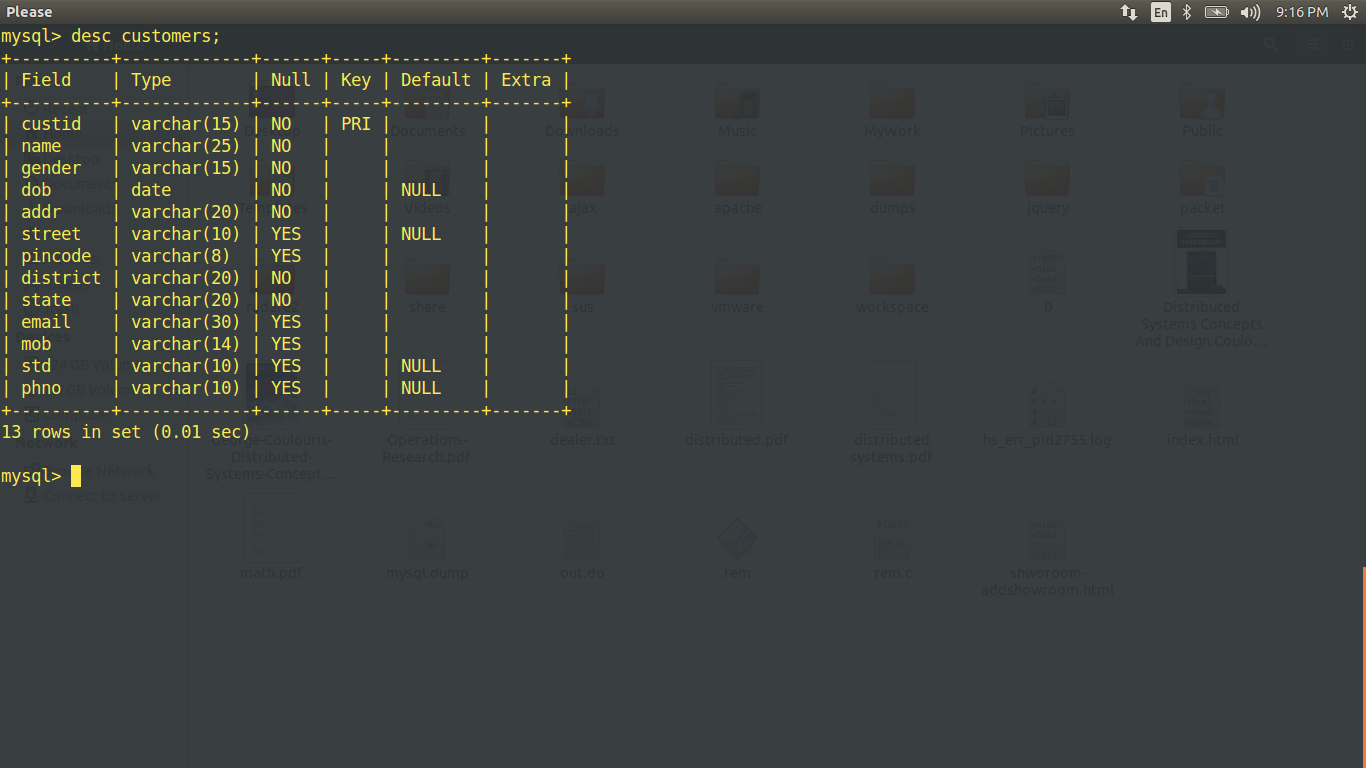 Please
En
9:16 PM
mysql> desc customers;
+----------+-------------+------+-----+---------+-------+
| Field    | Type        | Null | Key | Default | Extra |
+----------+-------------+------+-----+---------+-------+
| custid   | varchar(15) | NO   | PRI |         |       |
| name     | varchar(25) | NO   |     |         |       |
| gender   | varchar(15) | NO   |     |         |       |
| dob      | date        | NO   |     | NULL    |       |
| addr     | varchar(20) | NO   |     |         |       |
| street   | varchar(10) | YES  |     | NULL    |       |
| pincode  | varchar(8)  | YES  |     |         |       |
| district | varchar(20) | NO   |     |         |       |
| state    | varchar(20) | NO   |     |         |       |
| email    | varchar(30) | YES  |     |         |       |
| mob      | varchar(14) | YES  |     |         |       |
| std      | varchar(10) | YES  |     | NULL    |       |
| phno     | varchar(10) | YES  |     | NULL    |       |
+----------+-------------+------+-----+---------+-------+
13 rows in set (0.01 sec)
mysql>
Documents Downloads Music MyWork Pictures Public
Videos ajax apache dumps jquery packet
share sus vmware workspace 0 Distributed
Systems Concepts
And Design.Coulo...
Operations-
Research.pdf
dealer.txt distributed.pdf distributed
systems.pdf
hs_err_pid2755.log index.html
George-Coulouris-
Distributed-
Systems-Concept...
Network
Connect to Server
math.pdf mysql.dump out.do rem rem.c shworoom-
addshowroom.html